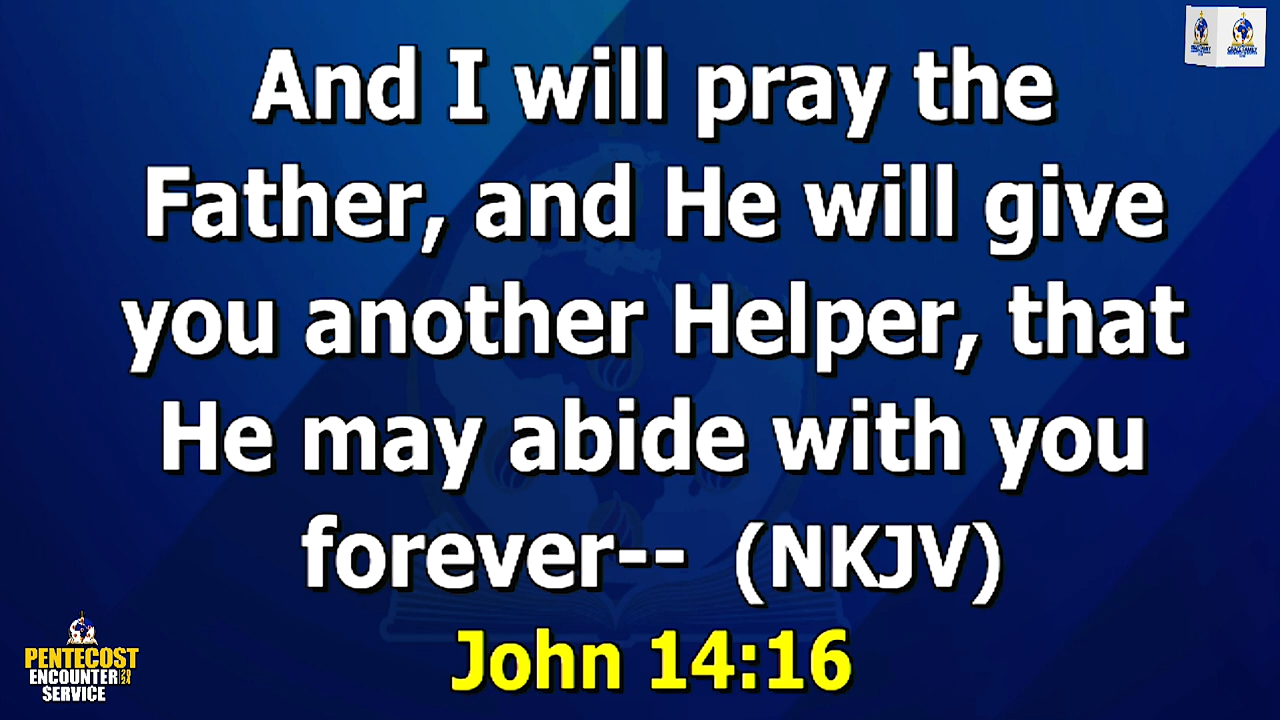 And I will pray the
Father, and He will give
you another Helper, that
He may abide with you
forever-- (NKJV)
John 14:16
PENTECOST
ENCOUNTER 2024
SERVICE